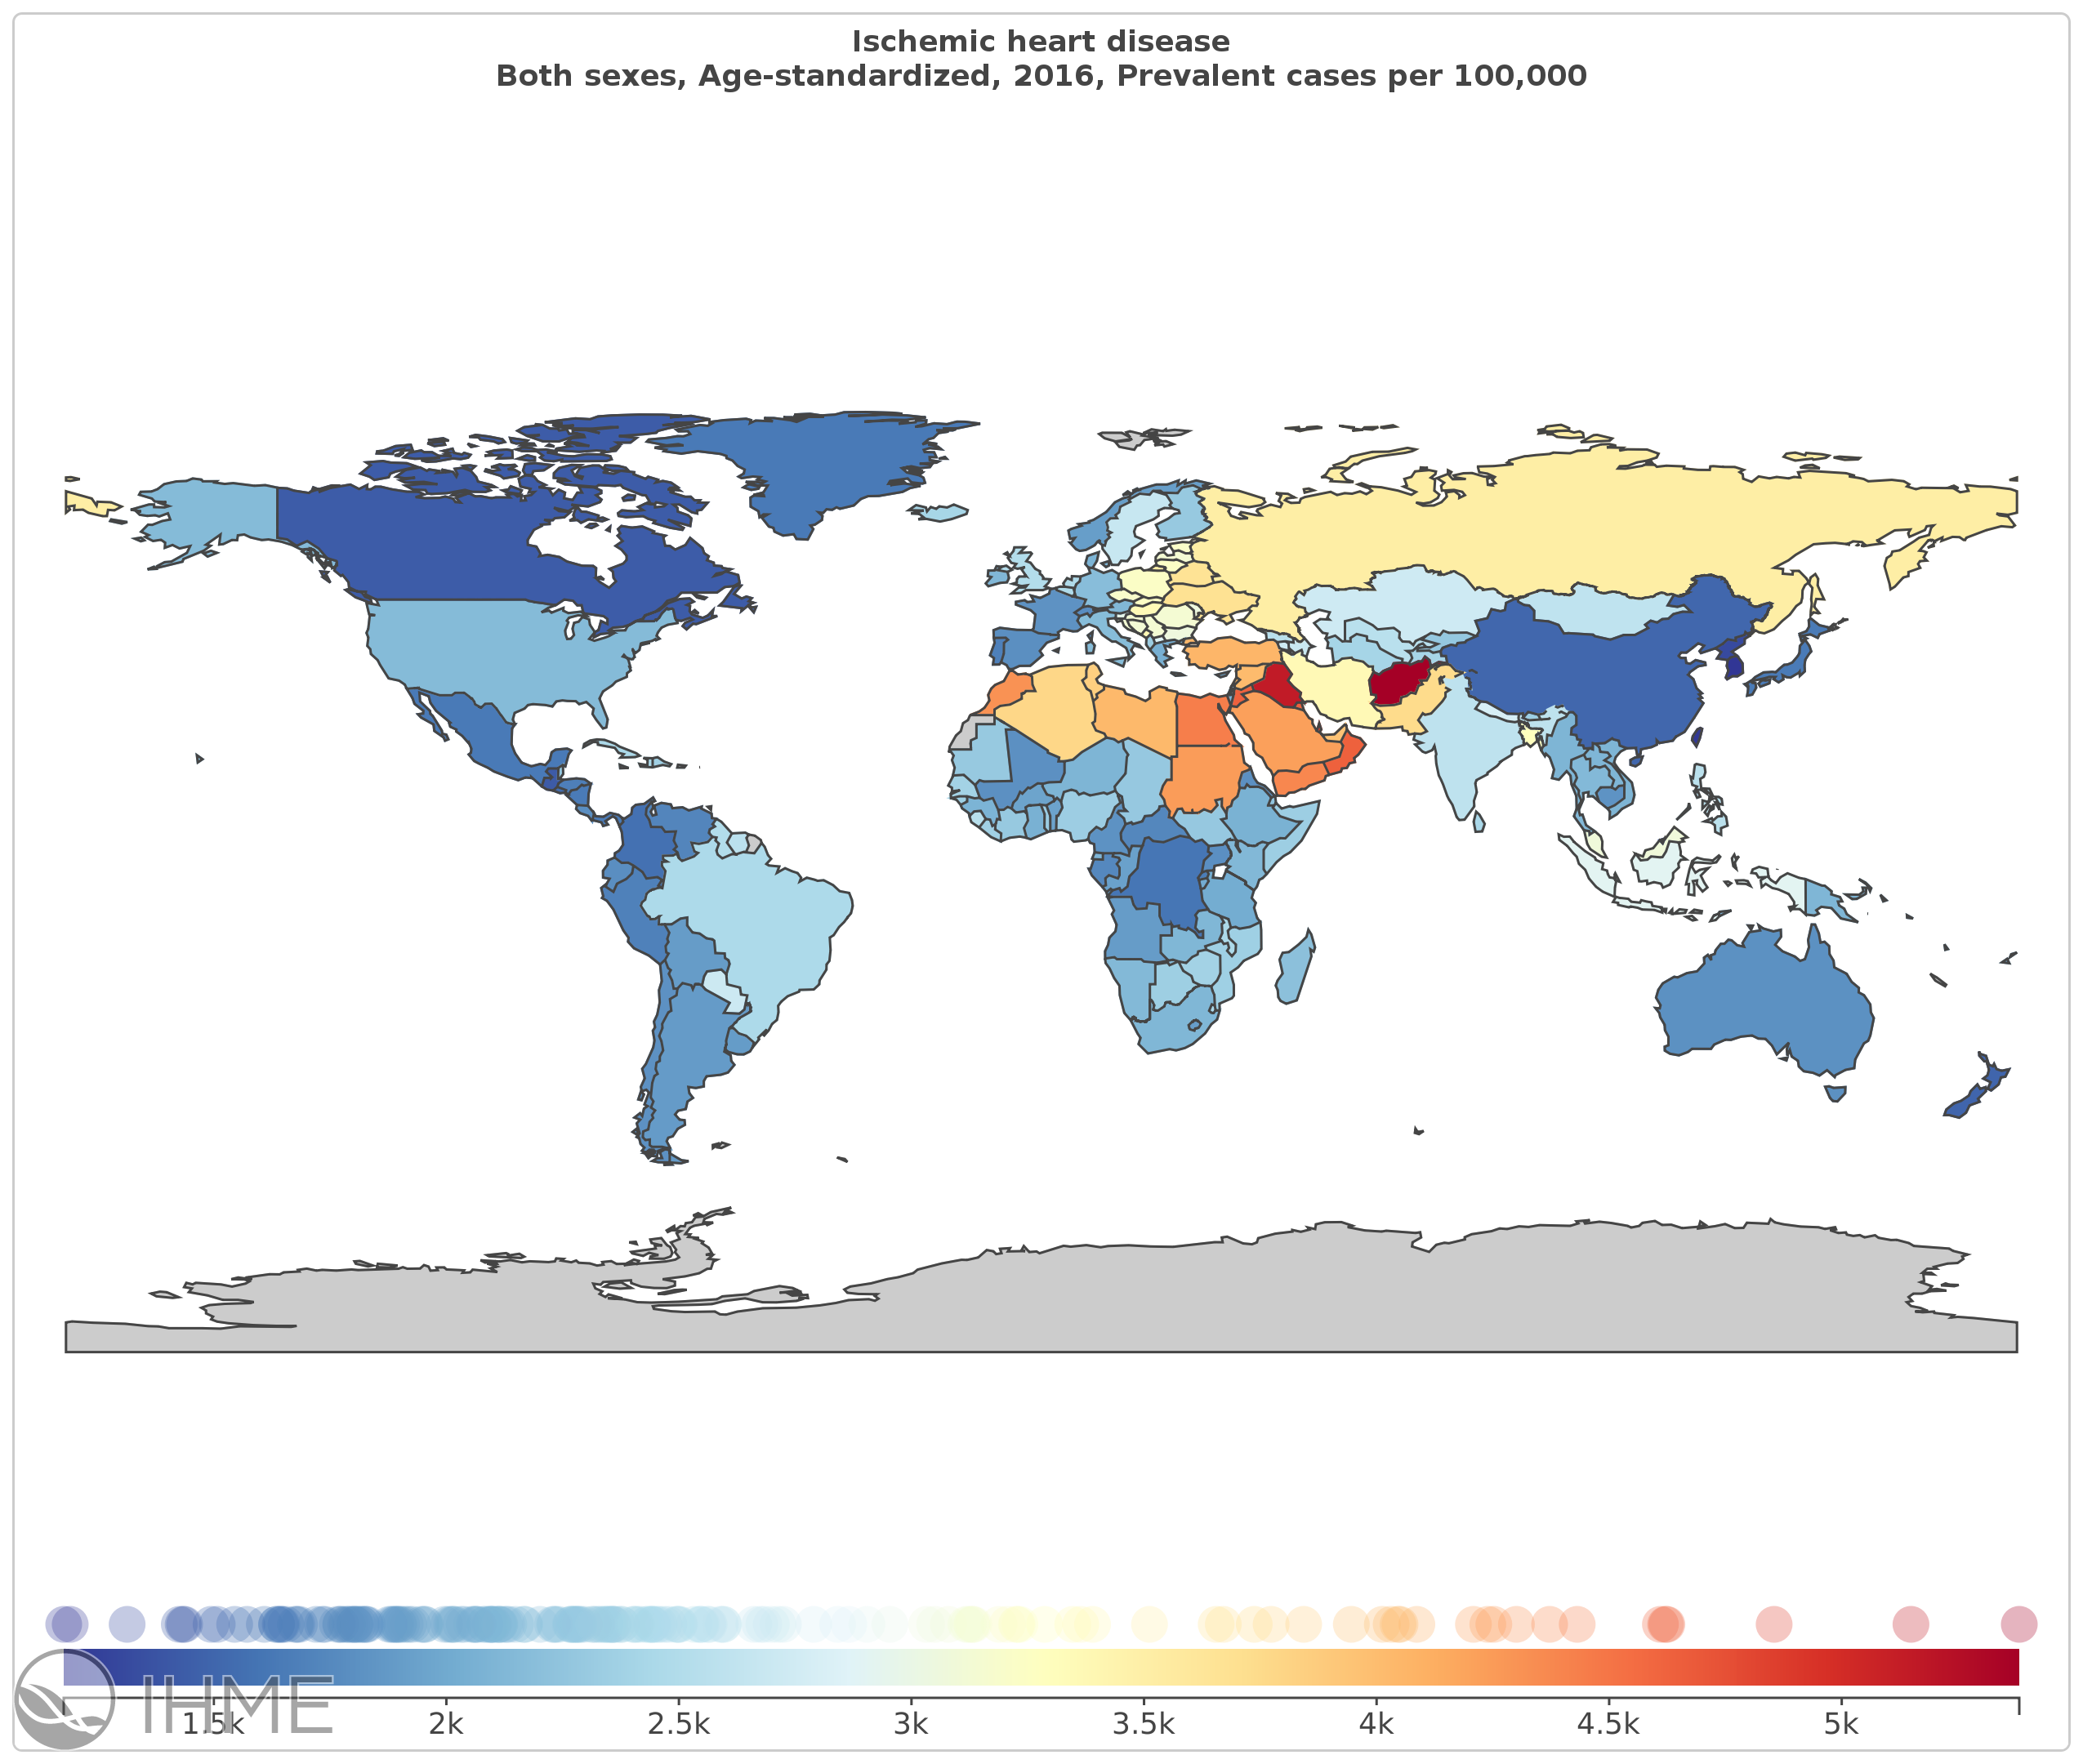 Ischemic heart disease
Both sexes, Age-standardized, 2016, Prevalent cases per 100,000
IHME
1.5k 2k 2.5k 3k 3.5k 4k 4.5k 5k